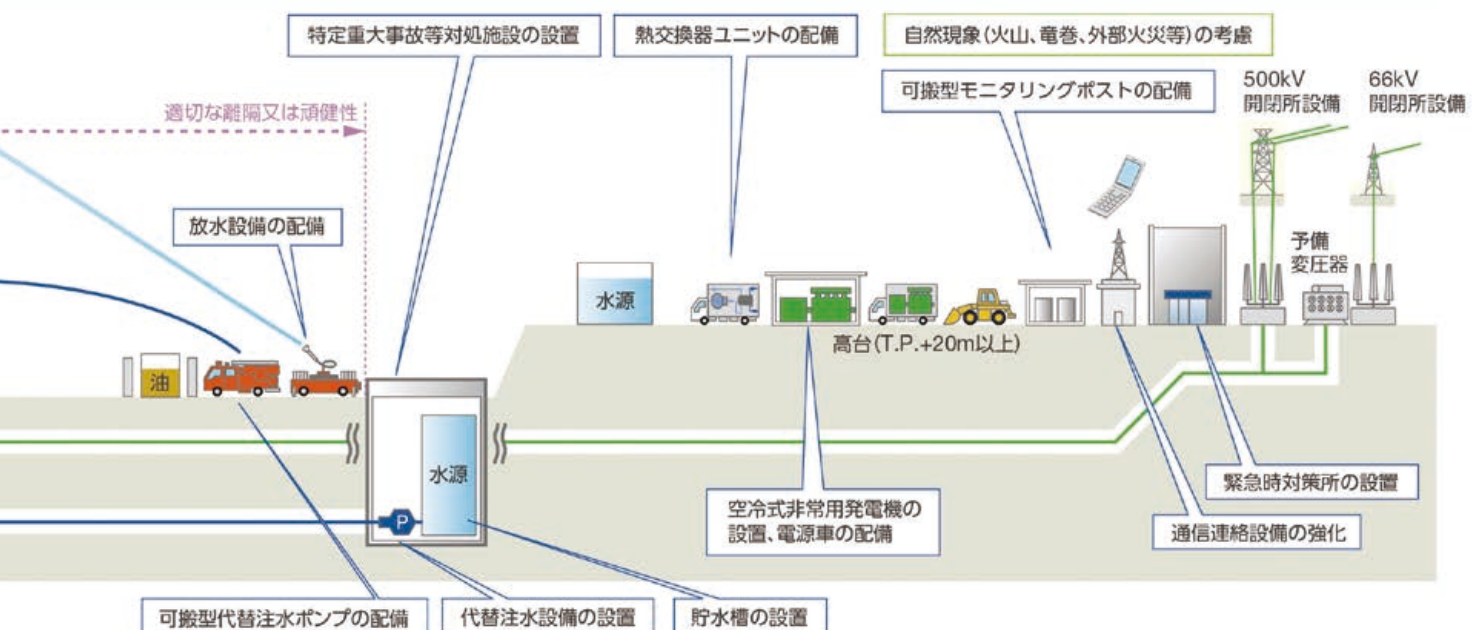 特定重大事故等対処施設の設置
熱交換器ユニットの配備
自然現象(火山、竜巻、外部火災等)の考慮
可搬型モニタリングポストの配備
500kV
開閉所設備
66kV
開閉所設備
適切な離隔又は頑健性
放水設備の配備
予備
変圧器
水源
高台(T.P.+20m以上)
油
水源
P
空冷式非常用発電機の
設置、電源車の配備
緊急時対策所の設置
通信連絡設備の強化
可搬型代替注水ポンプの配備
代替注水設備の設置
貯水槽の設置